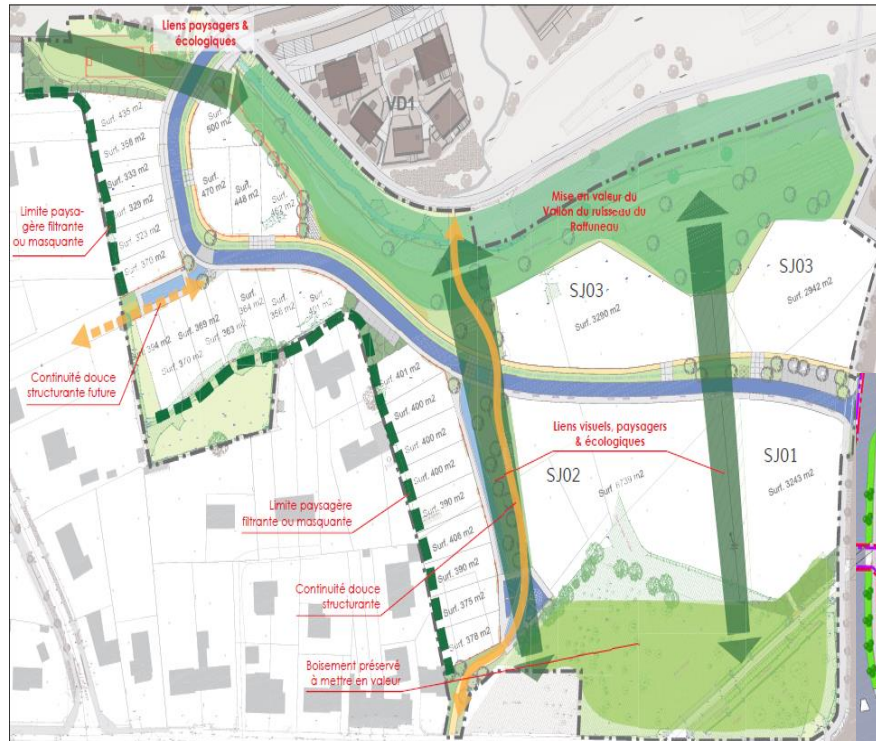 Liens paysagers &
écologiques
VD1
Surf. 435 m2
Surf. 358 m2
Surf. 333 m2
Surf. 329 m2
Surf. 323 m2
Surf. 370 m2
Surf.
500 m2
Surf.
470 m2
Surf.
448 m2
Limite paysa-
gère filtrante
ou masquante
Mise en valeur du
Vallon du ruisseau du
Raffuneau
SJ03
Surf. 3290 m2
SJ03
Surf. 2942 m2
Surf. 369 m2
Surf. 370 m2
Surf. 363 m2
Surf.
364 m2
Surf.
Surf.
Continuité douce
structurante future
Surf. 401 m2
Surf. 400 m2
Surf. 400 m2
Surf. 400 m2
Surf. 390 m2
Surf. 408 m2
Surf. 390 m2
Surf. 375 m2
Surf. 378 m2
Liens visuels, paysagers
& écologiques
SJ02
SJ01
Surf. 3243 m2
Limite paysagère
filtrante ou masquante
Continuité douce
structurante
Boisement préservé
à mettre en valeur